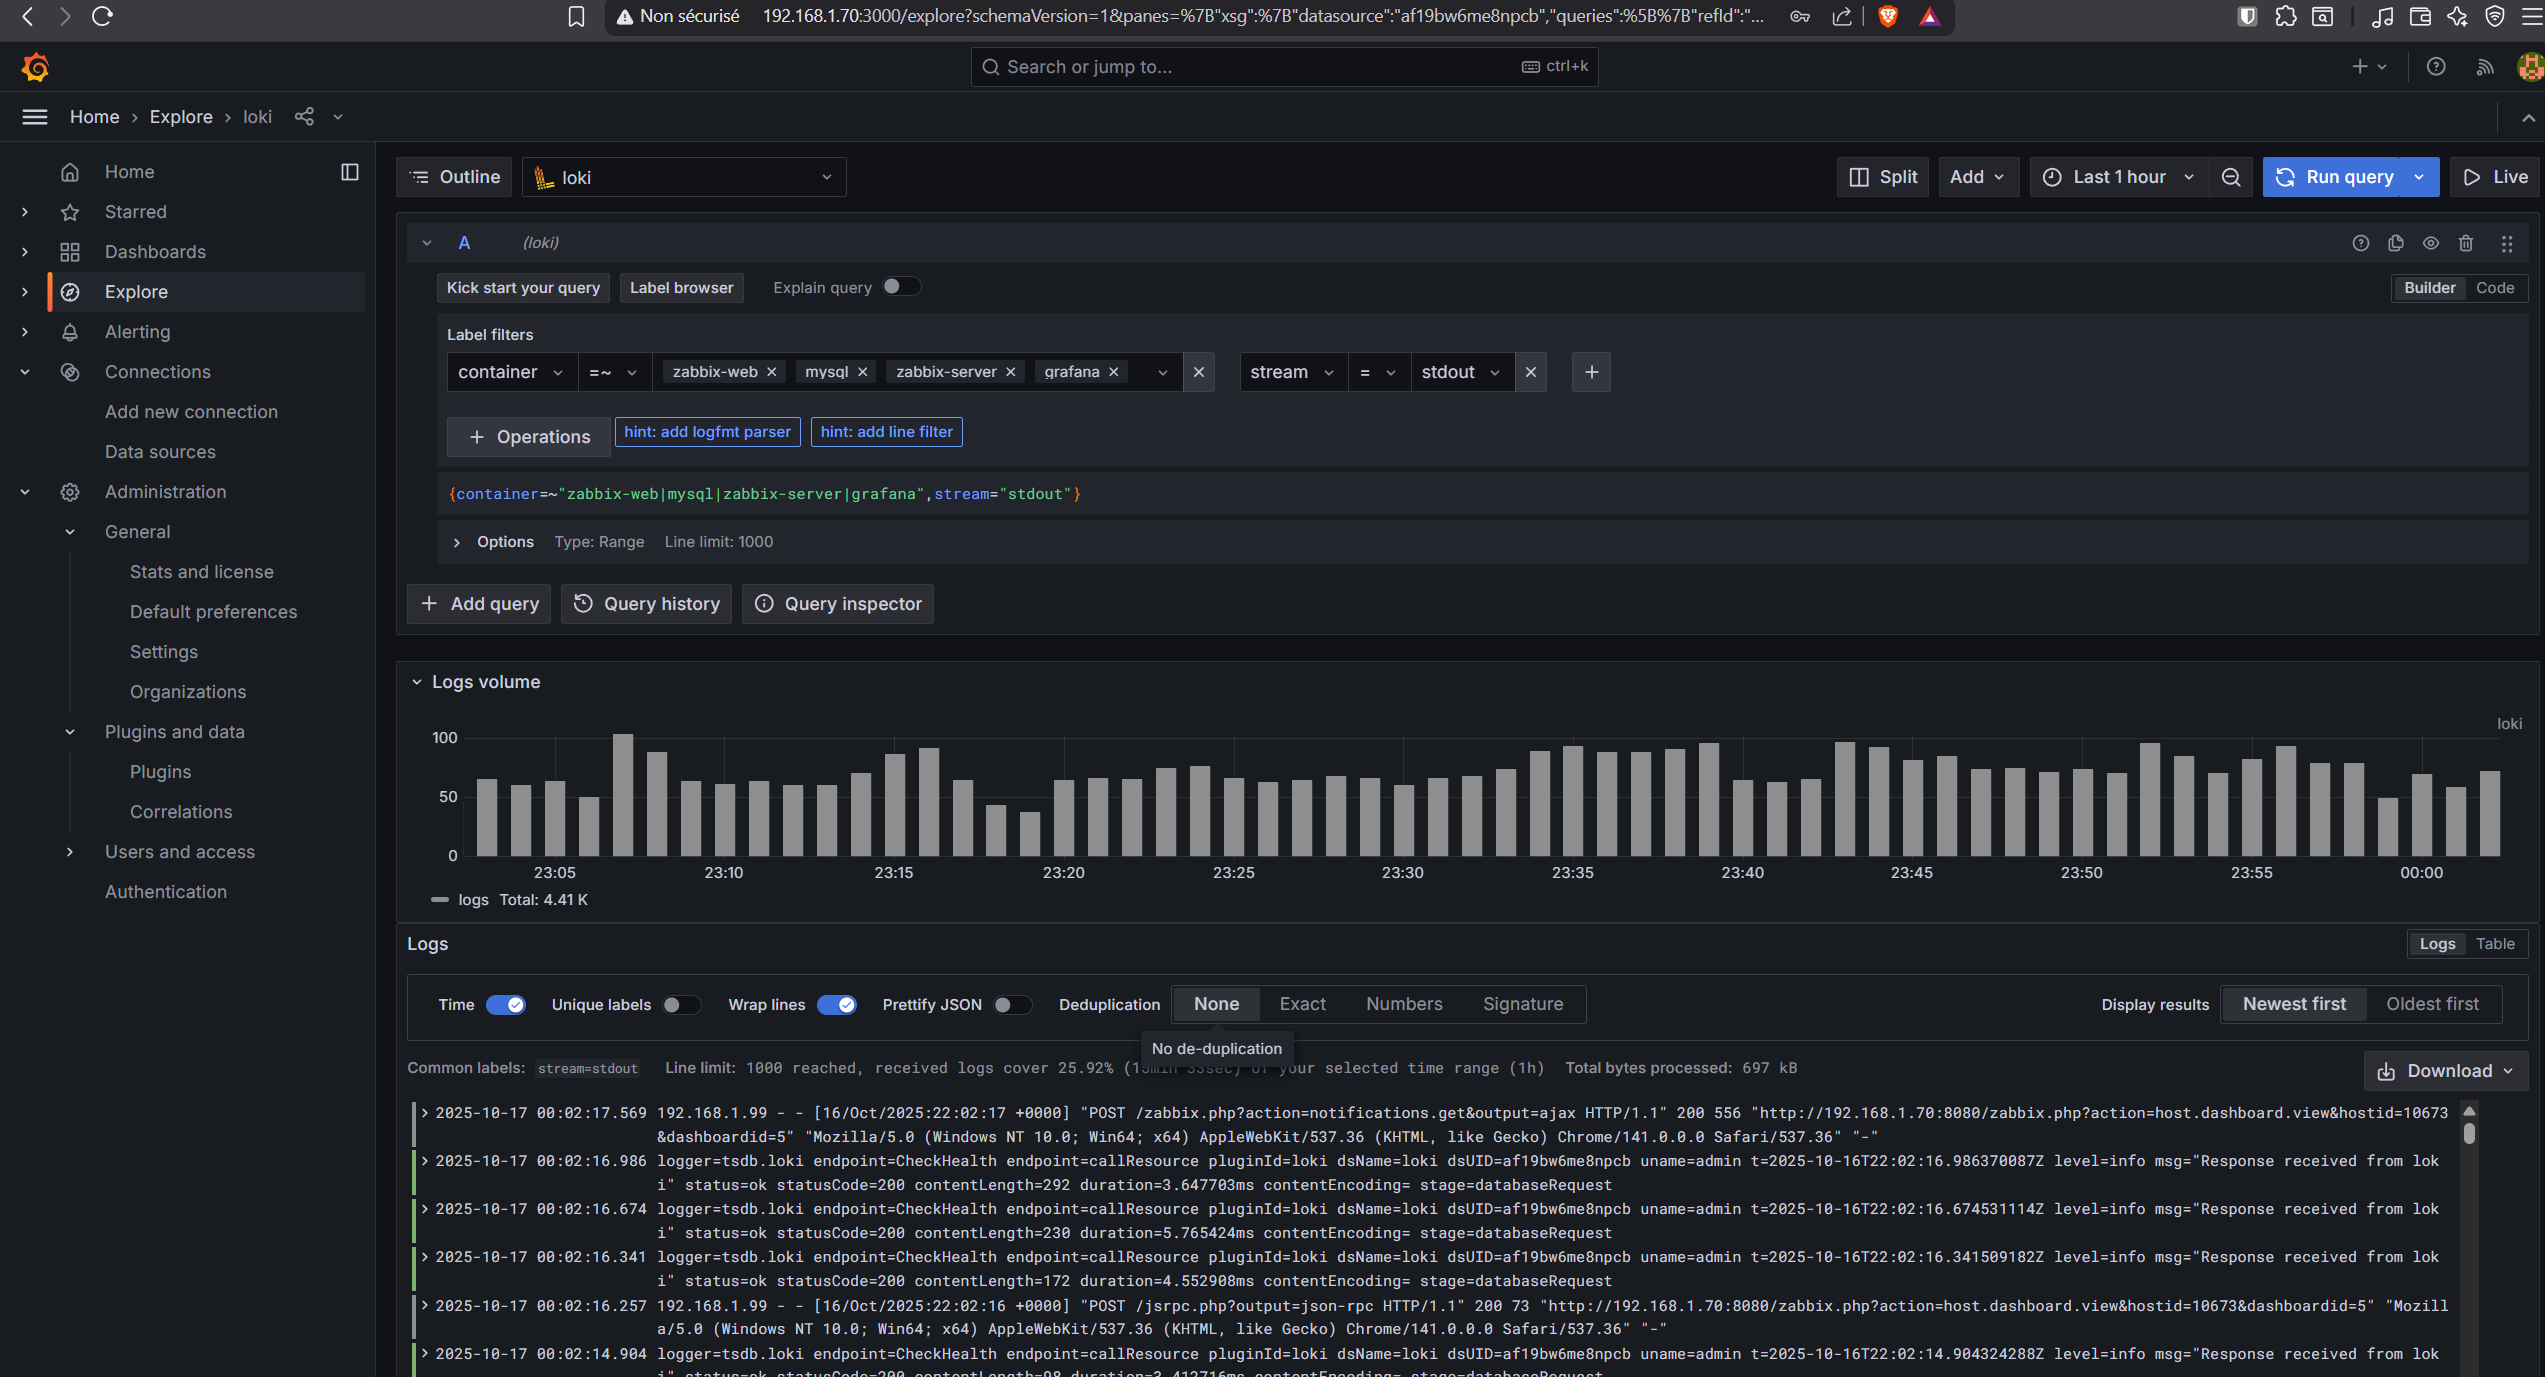 Non sécurisé 192.168.1.70:3000/explore?schemaVersion=1&panes=%7B"xsg":%7B"datasource":"af19bw6me8npcb","queries":%5B%7B"refId":"...
Search or jump to... ctrl+k
Home › Explore › loki
Home
Starred
Dashboards
Explore
Alerting
Connections
Add new connection
Data sources
Administration
General
Stats and license
Default preferences
Settings
Organizations
Plugins and data
Plugins
Correlations
Users and access
Authentication
Outline loki Split Add Last 1 hour Run query Live
A (loki)
Kick start your query Label browser Explain query Builder Code
Label filters
container =~ zabbix-web mysql zabbix-server grafana stream = stdout
+ Operations hint: add logfmt parser hint: add line filter
{container=~"zabbix-web|mysql|zabbix-server|grafana",stream="stdout"}
Options Type: Range Line limit: 1000
+ Add query Query history Query inspector
Logs volume
loki
100
50
0
23:05 23:10 23:15 23:20 23:25 23:30 23:35 23:40 23:45 23:50 23:55 00:00
logs Total: 4.41 K
Logs Logs Table
Time Unique labels Wrap lines Prettify JSON Deduplication None Exact Numbers Signature Display results Newest first Oldest first
No de-duplication
Common labels: stream=stdout Line limit: 1000 reached, received logs cover 25.92% (15min 33sec) of your selected time range (1h) Total bytes processed: 697 kB Download
2025-10-17 00:02:17.569 192.168.1.99 - - [16/Oct/2025:22:02:17 +0000] "POST /zabbix.php?action=notifications.get&output=ajax HTTP/1.1" 200 556 "http://192.168.1.70:8080/zabbix.php?action=host.dashboard.view&hostid=10673
&dashboardid=5" "Mozilla/5.0 (Windows NT 10.0; Win64; x64) AppleWebKit/537.36 (KHTML, like Gecko) Chrome/141.0.0.0 Safari/537.36" "-"
2025-10-17 00:02:16.986 logger=tsdb.loki endpoint=CheckHealth endpoint=callResource pluginId=loki dsName=loki dsUID=af19bw6me8npcb uname=admin t=2025-10-16T22:02:16.986370087Z level=info msg="Response received from lok
i" status=ok statusCode=200 contentLength=292 duration=3.647703ms contentEncoding= stage=databaseRequest
2025-10-17 00:02:16.674 logger=tsdb.loki endpoint=CheckHealth endpoint=callResource pluginId=loki dsName=loki dsUID=af19bw6me8npcb uname=admin t=2025-10-16T22:02:16.674531114Z level=info msg="Response received from lok
i" status=ok statusCode=200 contentLength=230 duration=5.765424ms contentEncoding= stage=databaseRequest
2025-10-17 00:02:16.341 logger=tsdb.loki endpoint=CheckHealth endpoint=callResource pluginId=loki dsName=loki dsUID=af19bw6me8npcb uname=admin t=2025-10-16T22:02:16.341509182Z level=info msg="Response received from lok
i" status=ok statusCode=200 contentLength=172 duration=4.552908ms contentEncoding= stage=databaseRequest
2025-10-17 00:02:16.257 192.168.1.99 - - [16/Oct/2025:22:02:16 +0000] "POST /jsrpc.php?output=json-rpc HTTP/1.1" 200 73 "http://192.168.1.70:8080/zabbix.php?action=host.dashboard.view&hostid=10673&dashboardid=5" "Mozill
a/5.0 (Windows NT 10.0; Win64; x64) AppleWebKit/537.36 (KHTML, like Gecko) Chrome/141.0.0.0 Safari/537.36" "-"
2025-10-17 00:02:14.904 logger=tsdb.loki endpoint=CheckHealth endpoint=callResource pluginId=loki dsName=loki dsUID=af19bw6me8npcb uname=admin t=2025-10-16T22:02:14.904324288Z level=info msg="Response received from lok
i" status=ok statusCode=200 contentLength=98 duration=3.412716ms contentEncoding= stage=databaseRequest